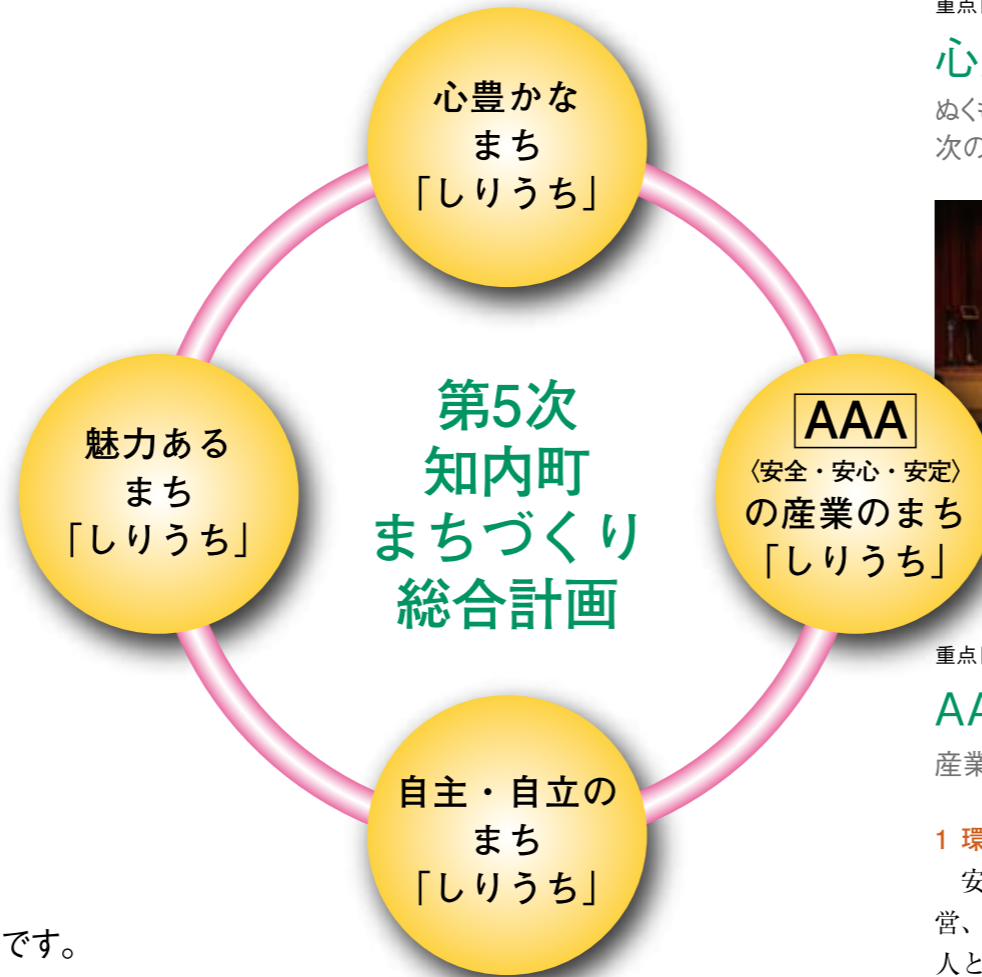 心豊かな
まち
「しりうち」
魅力ある
まち
「しりうち」
第5次
知内町
まちづくり
総合計画
AAA
〈安全・安心・安定〉
の産業のまち
「しりうち」
自主・自立の
まち
「しりうち」
です。
重点
心
ぬく
次の
重点
AA
産業
1 環
安
営、
人と